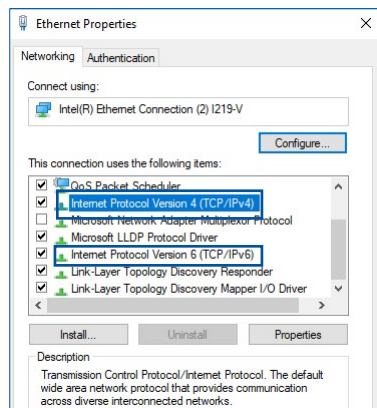 Ethernet Properties
Networking Authentication
Connect using:
Intel(R) Ethernet Connection (2) I219-V
Configure...
This connection uses the following items:
QoS Packet Scheduler
Internet Protocol Version 4 (TCP/IPv4)
Microsoft Network Adapter Multiplexor Protocol
Microsoft LLDP Protocol Driver
Internet Protocol Version 6 (TCP/IPv6)
Link-Layer Topology Discovery Responder
Link-Layer Topology Discovery Mapper I/O Driver
Install... Uninstall Properties
Description
Transmission Control Protocol/Internet Protocol. The default
wide area network protocol that provides communication
across diverse interconnected networks.